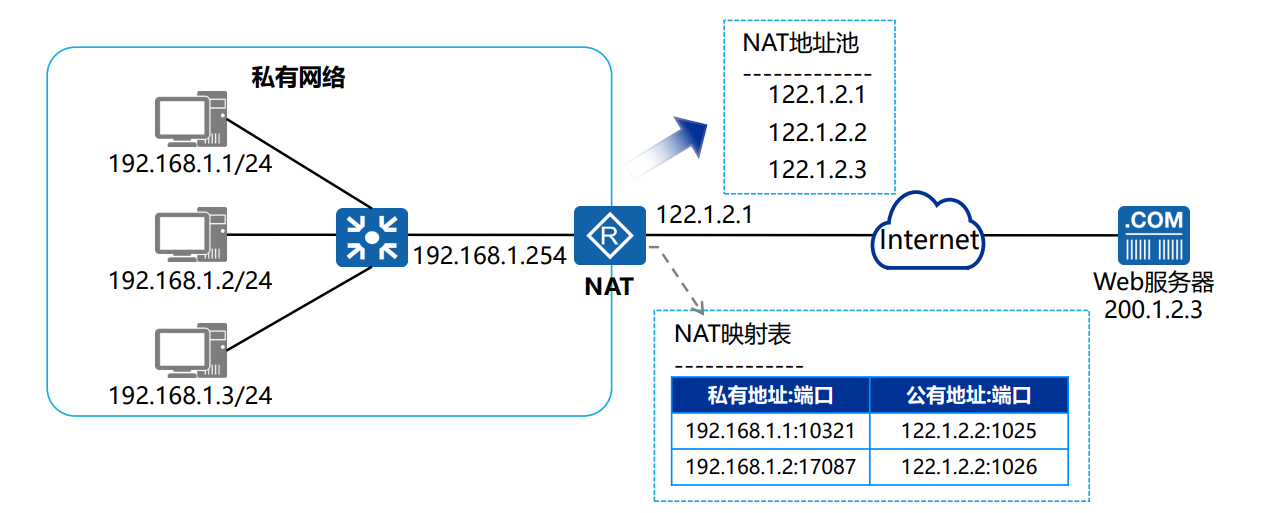 私有网络
192.168.1.1/24
192.168.1.2/24
192.168.1.3/24
192.168.1.254
R
NAT
122.1.2.1
NAT地址池
-------------
122.1.2.1
122.1.2.2
122.1.2.3
Internet
.COM
Web服务器
200.1.2.3
NAT映射表
-------------
私有地址:端口 公有地址:端口
192.168.1.1:10321 122.1.2.2:1025
192.168.1.2:17087 122.1.2.2:1026